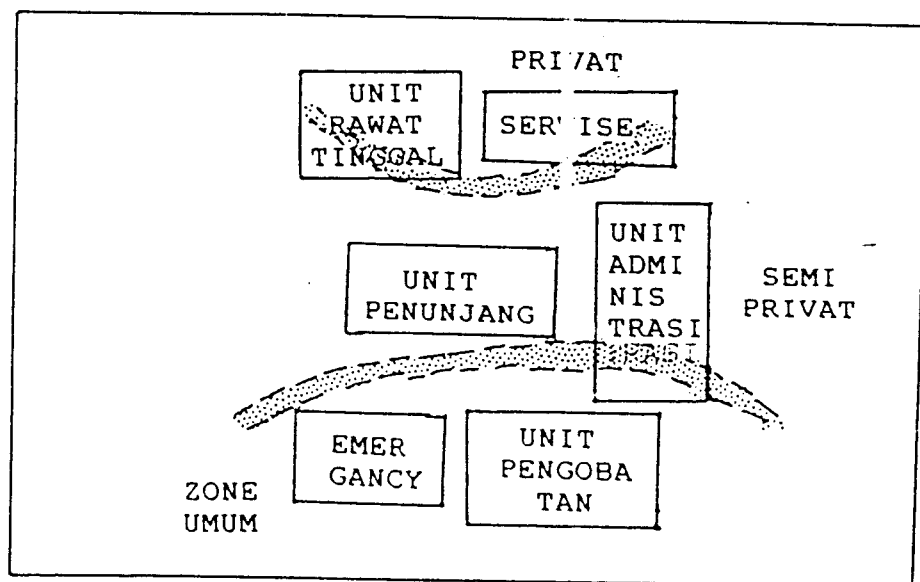 PRIVAT
UNIT
RAWAT
TINGGAL
SERVISE
UNIT
ADMI
NIS
TRASI
UNIT
PENUNJANG
SEMI
PRIVAT
EMER
GANCY
UNIT
PENGOBA
TAN
ZONE
UMUM